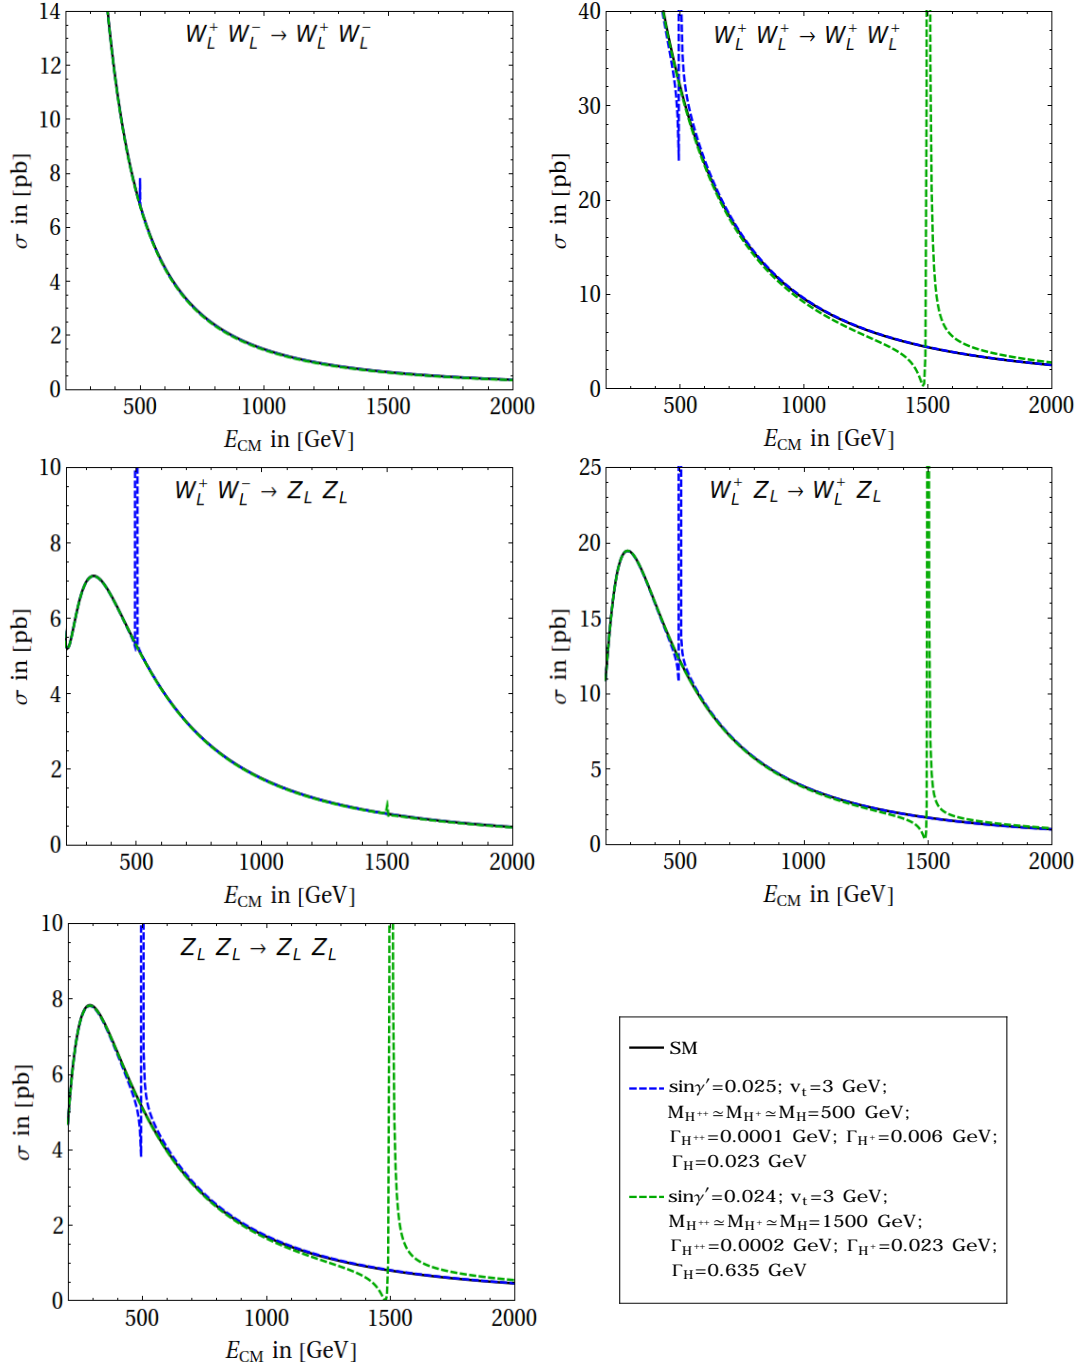 W_L^+ W_L^- → W_L^+ W_L^-
14
12
10
8
6
4
2
0
σ in [pb]
500 1000 1500 2000
E_CM in [GeV]
W_L^+ W_L^+ → W_L^+ W_L^+
40
30
20
10
0
σ in [pb]
500 1000 1500 2000
E_CM in [GeV]
W_L^+ W_L^- → Z_L Z_L
10
8
6
4
2
0
σ in [pb]
500 1000 1500 2000
E_CM in [GeV]
W_L^+ Z_L → W_L^+ Z_L
25
20
15
10
5
0
σ in [pb]
500 1000 1500 2000
E_CM in [GeV]
Z_L Z_L → Z_L Z_L
10
8
6
4
2
0
σ in [pb]
500 1000 1500 2000
E_CM in [GeV]
SM
sinγ′=0.025; v_t=3 GeV;
M_H^++≃M_H^+≃M_H=500 GeV;
Γ_H^++=0.0001 GeV; Γ_H^+=0.006 GeV;
Γ_H=0.023 GeV
sinγ′=0.024; v_t=3 GeV;
M_H^++≃M_H^+≃M_H=1500 GeV;
Γ_H^++=0.0002 GeV; Γ_H^+=0.023 GeV;
Γ_H=0.635 GeV